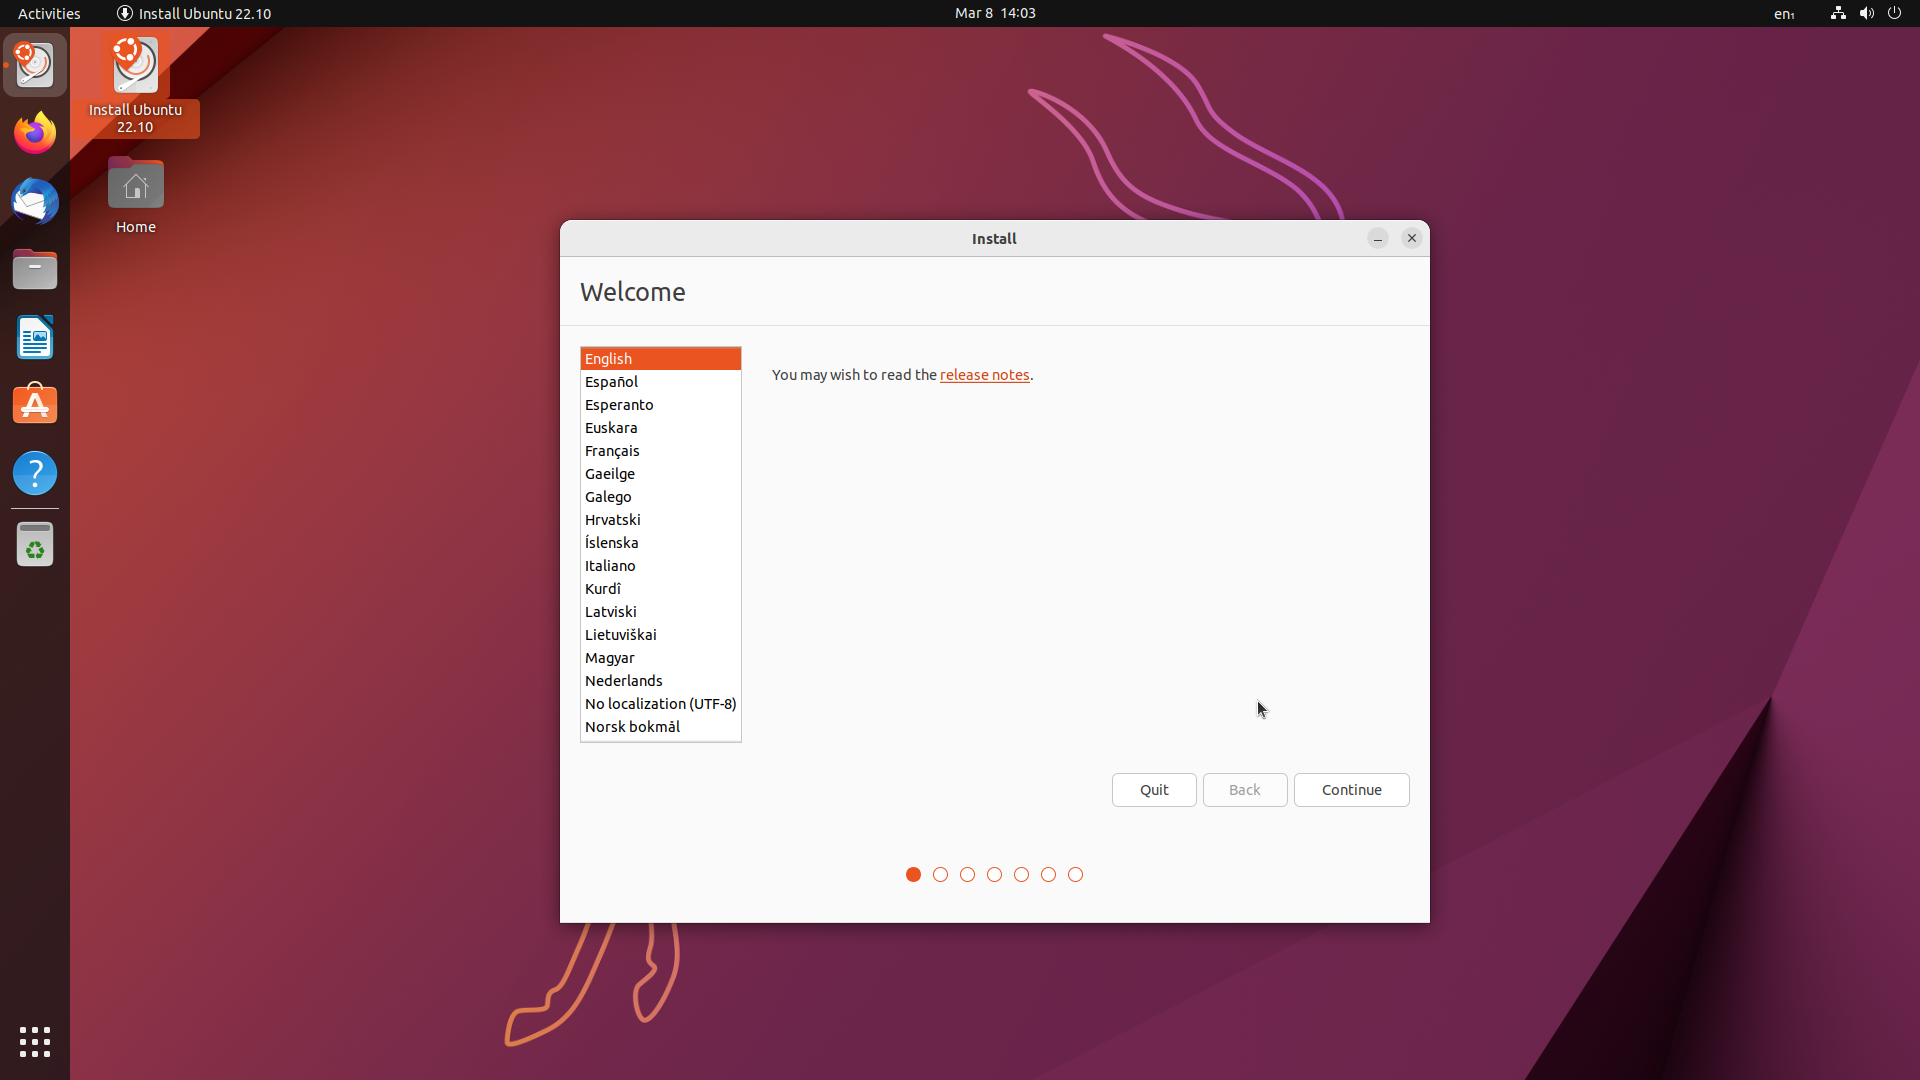 Activities
Install Ubuntu 22.10
Mar 8 14:03
en₁
Install Ubuntu
22.10
Home
Install
Welcome
English
Español
Esperanto
Euskara
Français
Gaeilge
Galego
Hrvatski
Íslenska
Italiano
Kurdî
Latviski
Lietuviškai
Magyar
Nederlands
No localization (UTF-8)
Norsk bokmål
You may wish to read the release notes.
Quit
Back
Continue